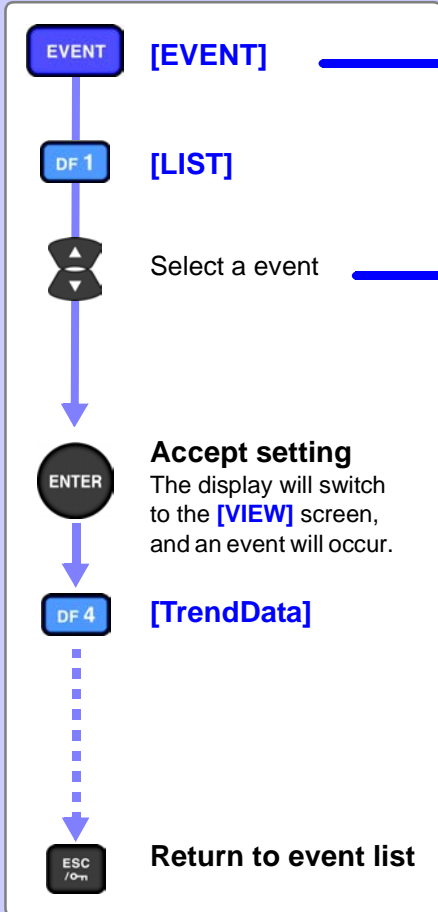 EVENT [EVENT]
DF 1 [LIST]
Select a event
ENTER Accept setting
The display will switch
to the [VIEW] screen,
and an event will occur.
DF 4 [TrendData]
ESC Return to event list